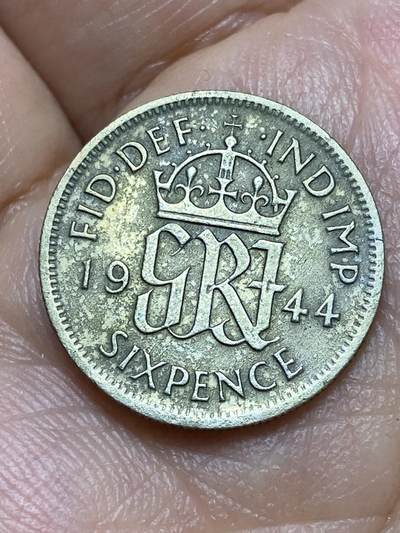 FID·DEF· ·IND IMP
19 GRI 44
SIXPENCE